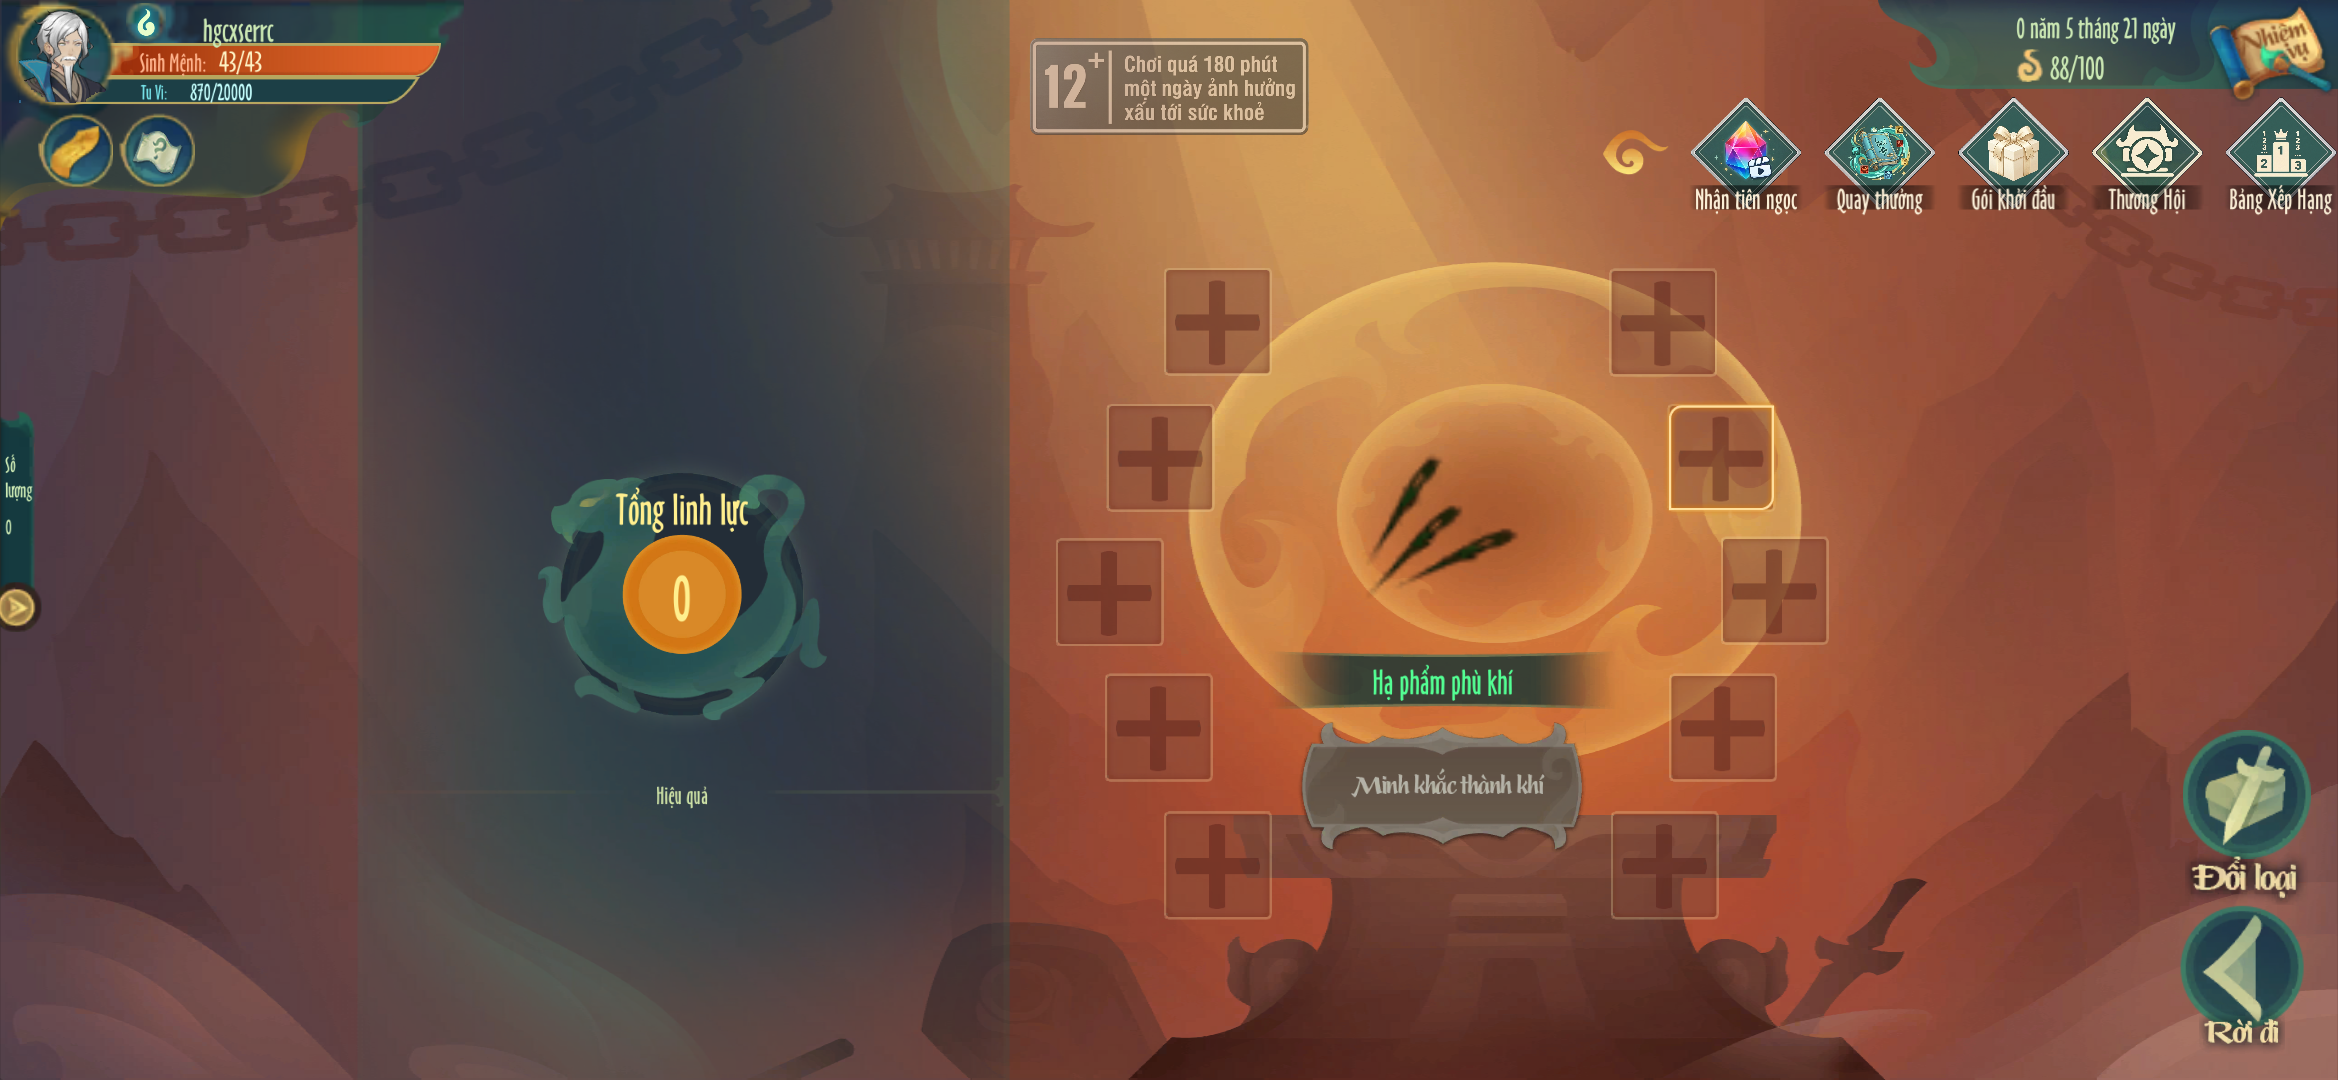 hgcxserrc
Sinh Mệnh: 43/43
Tu Vi: 870/20000
12+
Chơi quá 180 phút
một ngày ảnh hưởng
xấu tới sức khoẻ
0 năm 5 tháng 21 ngày
88/100
Nhiệm
vụ
Nhận tiên ngọc
Quay thưởng
Gói khởi đầu
Thương Hội
Bảng Xếp Hạng
Số
lượng
0
Tổng linh lực
0
Hiệu quả
Hạ phẩm phù khí
Minh khắc thành khí
Đổi loại
Rời đi